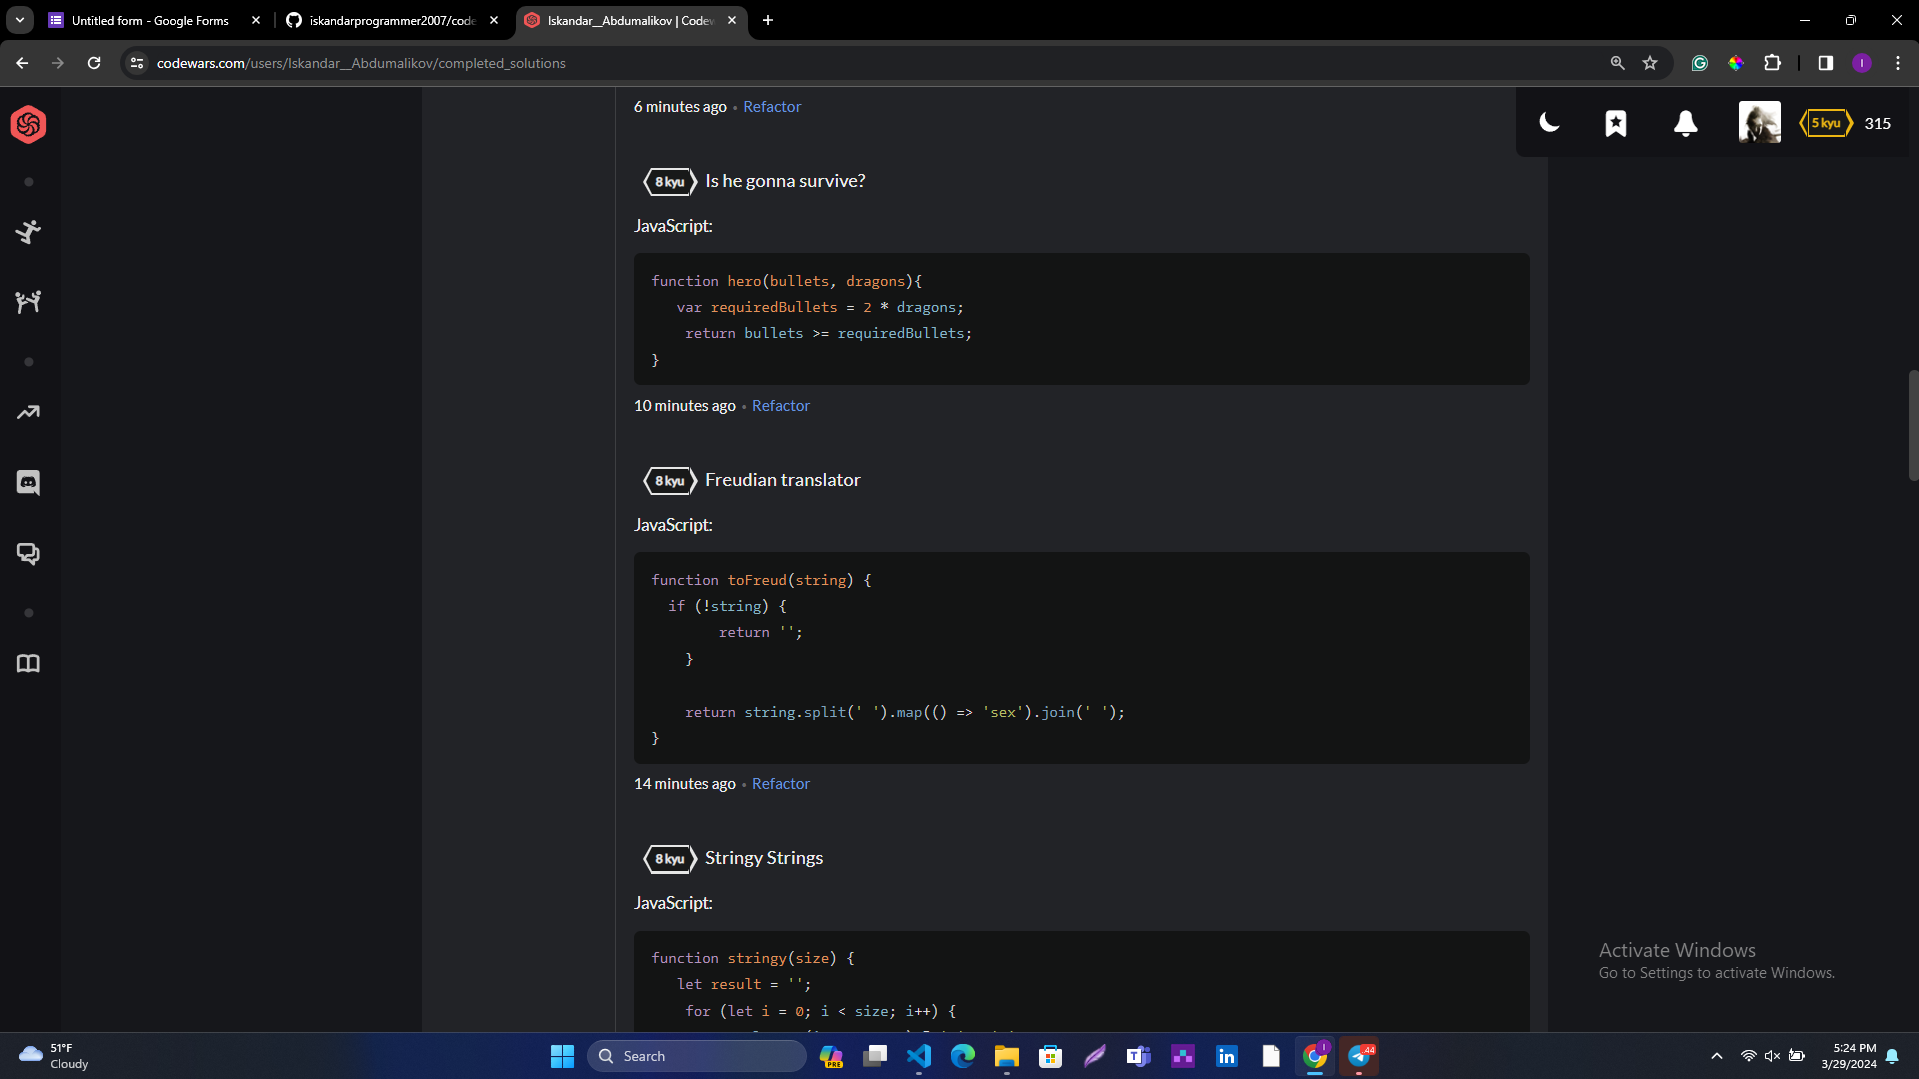 Untitled form - Google Forms
iskandarprogrammer2007/code
Iskandar__Abdumalikov | Codew
codewars.com/users/Iskandar__Abdumalikov/completed_solutions
I
6 minutes ago • Refactor
5 kyu 315
8 kyu Is he gonna survive?
JavaScript:
function hero(bullets, dragons){
var requiredBullets = 2 * dragons;
return bullets >= requiredBullets;
}
10 minutes ago • Refactor
8 kyu Freudian translator
JavaScript:
function toFreud(string) {
if (!string) {
return '';
}
return string.split(' ').map(() => 'sex').join(' ');
}
14 minutes ago • Refactor
8 kyu Stringy Strings
JavaScript:
function stringy(size) {
let result = '';
for (let i = 0; i < size; i++) {
Activate Windows
Go to Settings to activate Windows.
51°F
Cloudy
Search
PRE
44
5:24 PM
3/29/2024